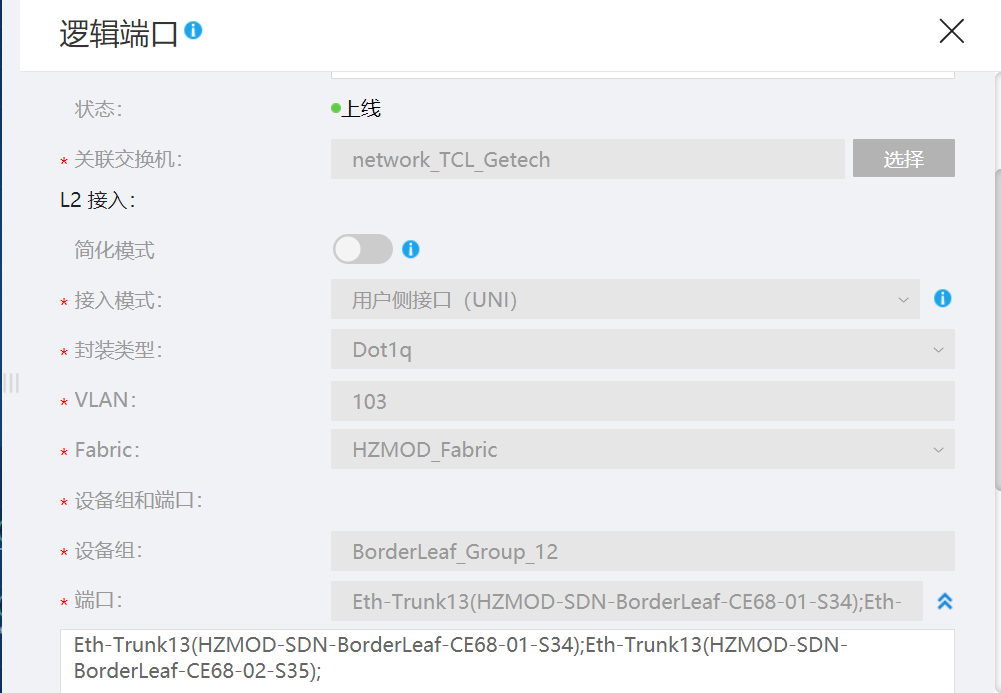 逻辑端口
状态：
上线
* 关联交换机：
network_TCL_Getech
选择
L2 接入：
简化模式
* 接入模式：
用户侧接口（UNI）
* 封装类型：
Dot1q
* VLAN：
103
* Fabric：
HZMOD_Fabric
* 设备组和端口：
* 设备组：
BorderLeaf_Group_12
* 端口：
Eth-Trunk13(HZMOD-SDN-BorderLeaf-CE68-01-S34);Eth-
Eth-Trunk13(HZMOD-SDN-BorderLeaf-CE68-01-S34);Eth-Trunk13(HZMOD-SDN-
BorderLeaf-CE68-02-S35);